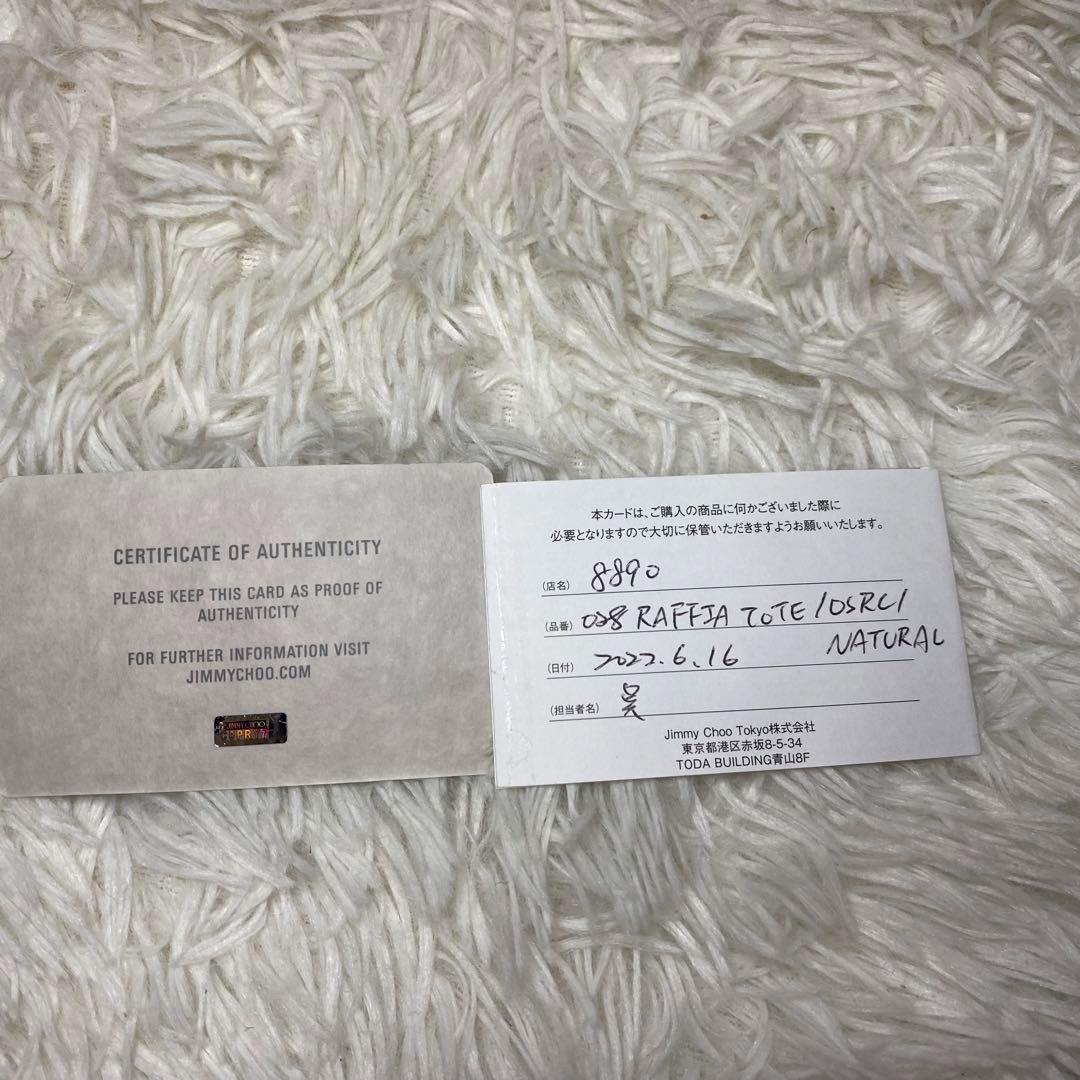 CERTIFICATE OF AUTHENTICITY
PLEASE KEEP THIS CARD AS PROOF OF
AUTHENTICITY
FOR FURTHER INFORMATION VISIT
JIMMYCHOO.COM
JIMMY CHOO
本カードは、ご購入の商品に何かございました際に
必要となりますので大切に保管いただきますようお願いいたします。
(店名) 8890
(品番) 028 RAFFIA TOTE /OSRC/
NATURAL
(日付) 2022.6.16
(担当者名) 呉
Jimmy Choo Tokyo株式会社
東京都港区赤坂8-5-34
TODA BUILDING青山8F